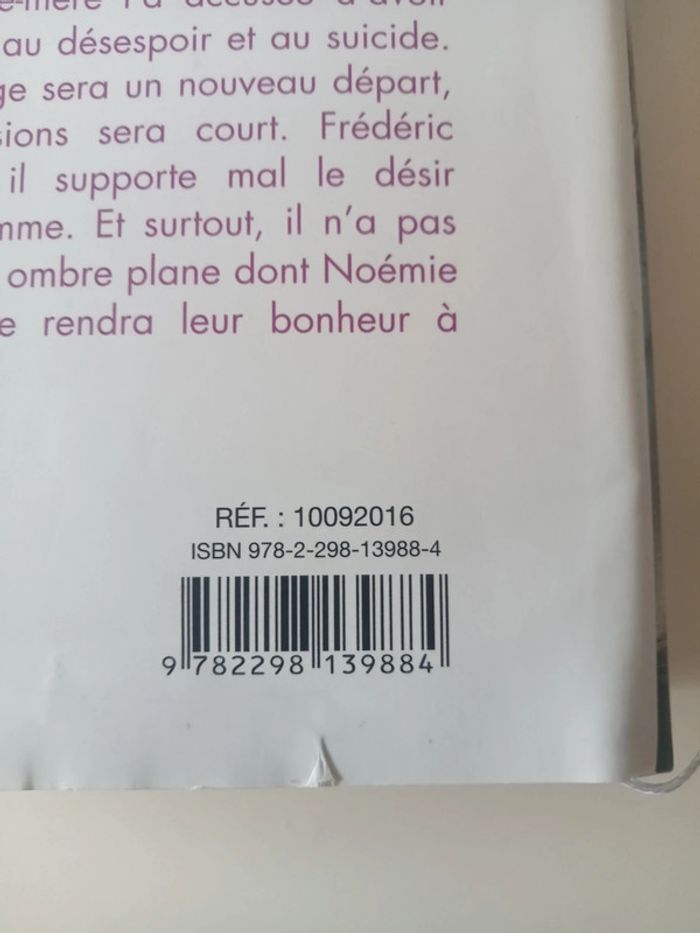 au désespoir et au suicide.
sera un nouveau départ,
sera court. Frédéric
il supporte mal le désir
Et surtout, il n'a pas
ombre plane dont Noémie
rendra leur bonheur à
RÉF. : 10092016
ISBN 978-2-298-13988-4
9 782298 139884